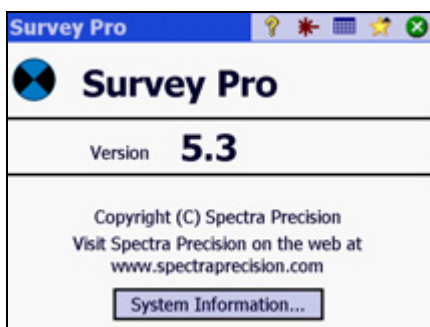 Survey Pro
Survey Pro
Version 5.3
Copyright (C) Spectra Precision
Visit Spectra Precision on the web at
www.spectraprecision.com
System Information...